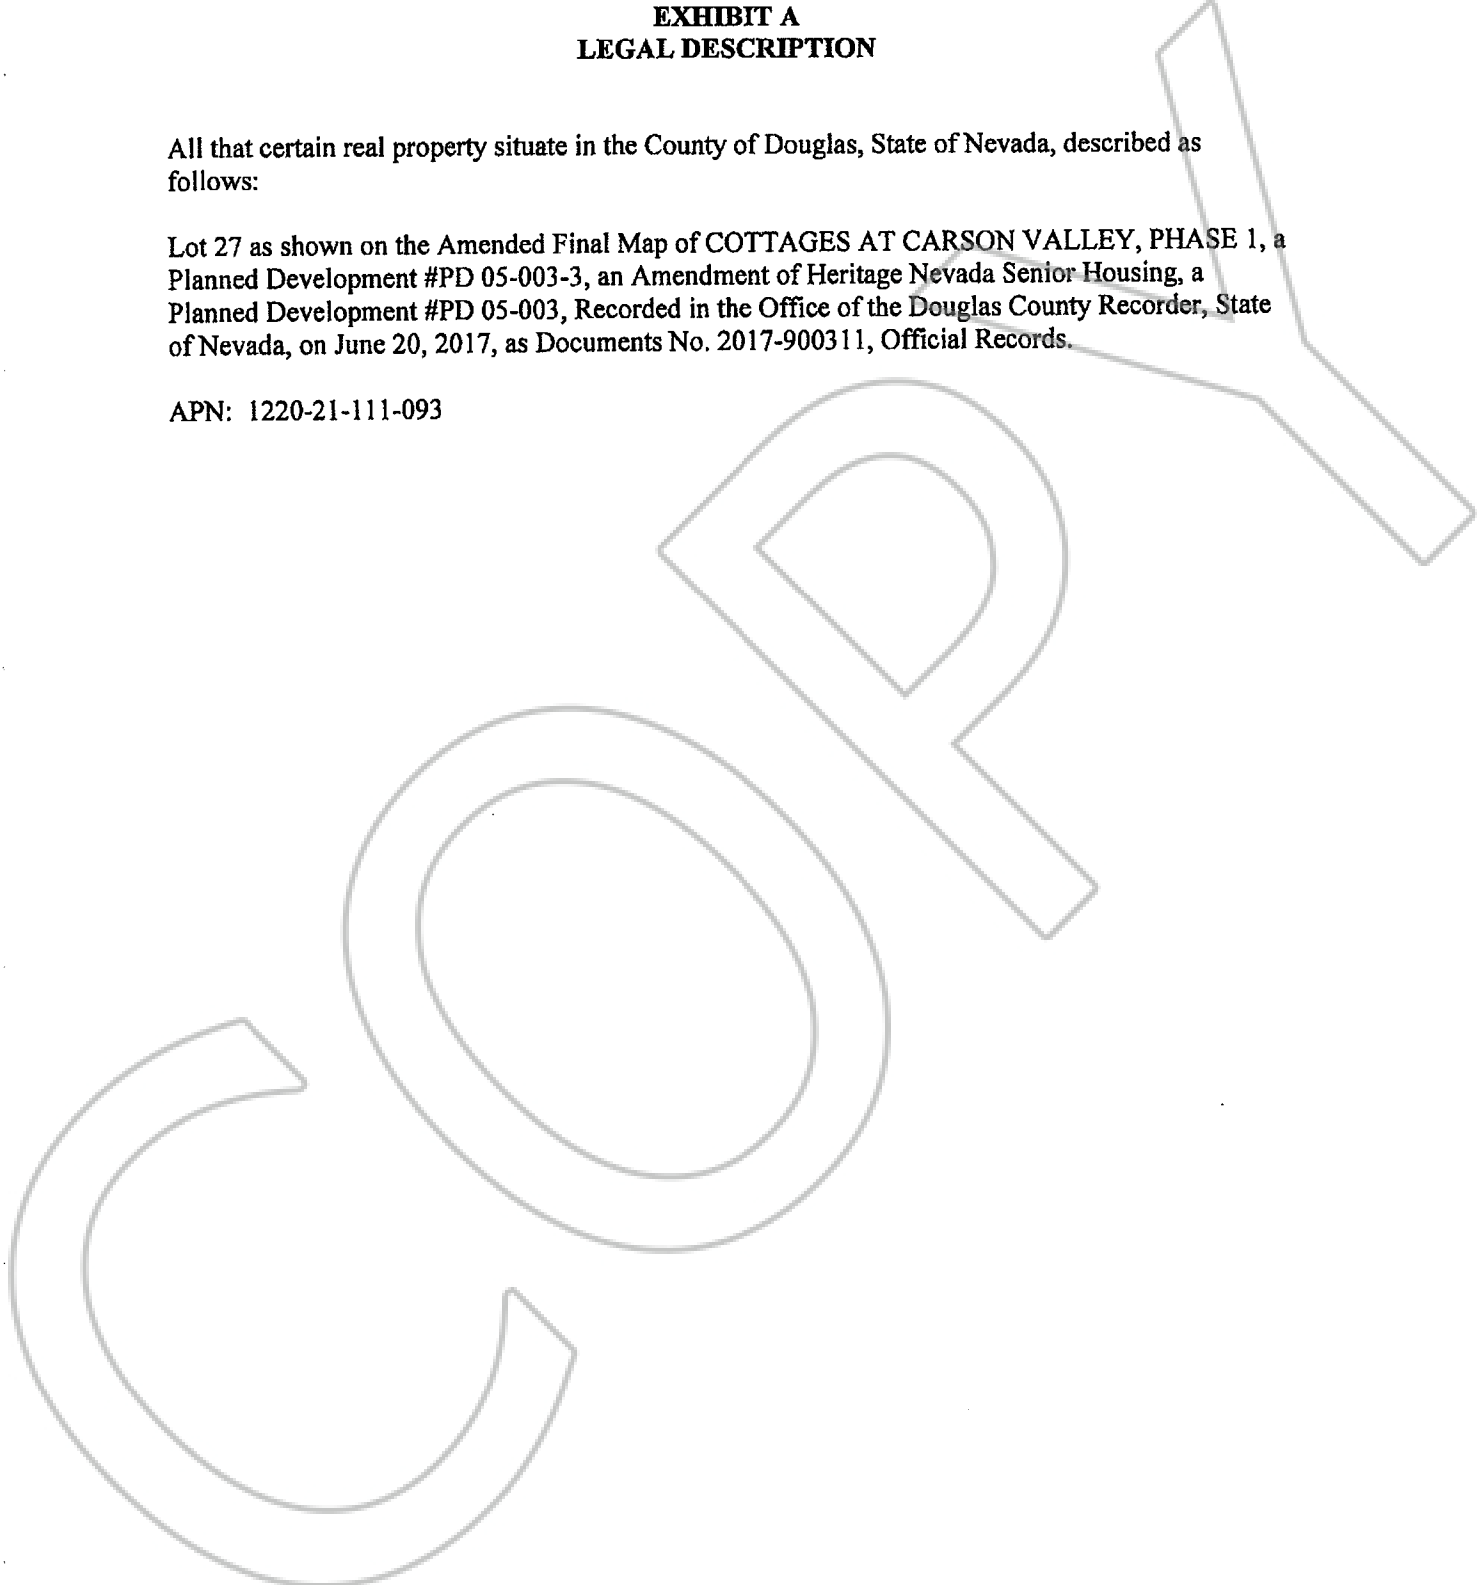 EXHIBIT A
LEGAL DESCRIPTION
All that certain real property situate in the County of Douglas, State of Nevada, described as
follows:
Lot 27 as shown on the Amended Final Map of COTTAGES AT CARSON VALLEY, PHASE 1, a
Planned Development #PD 05-003-3, an Amendment of Heritage Nevada Senior Housing, a
Planned Development #PD 05-003, Recorded in the Office of the Douglas County Recorder, State
of Nevada, on June 20, 2017, as Documents No. 2017-900311, Official Records.
APN: 1220-21-111-093
COPY